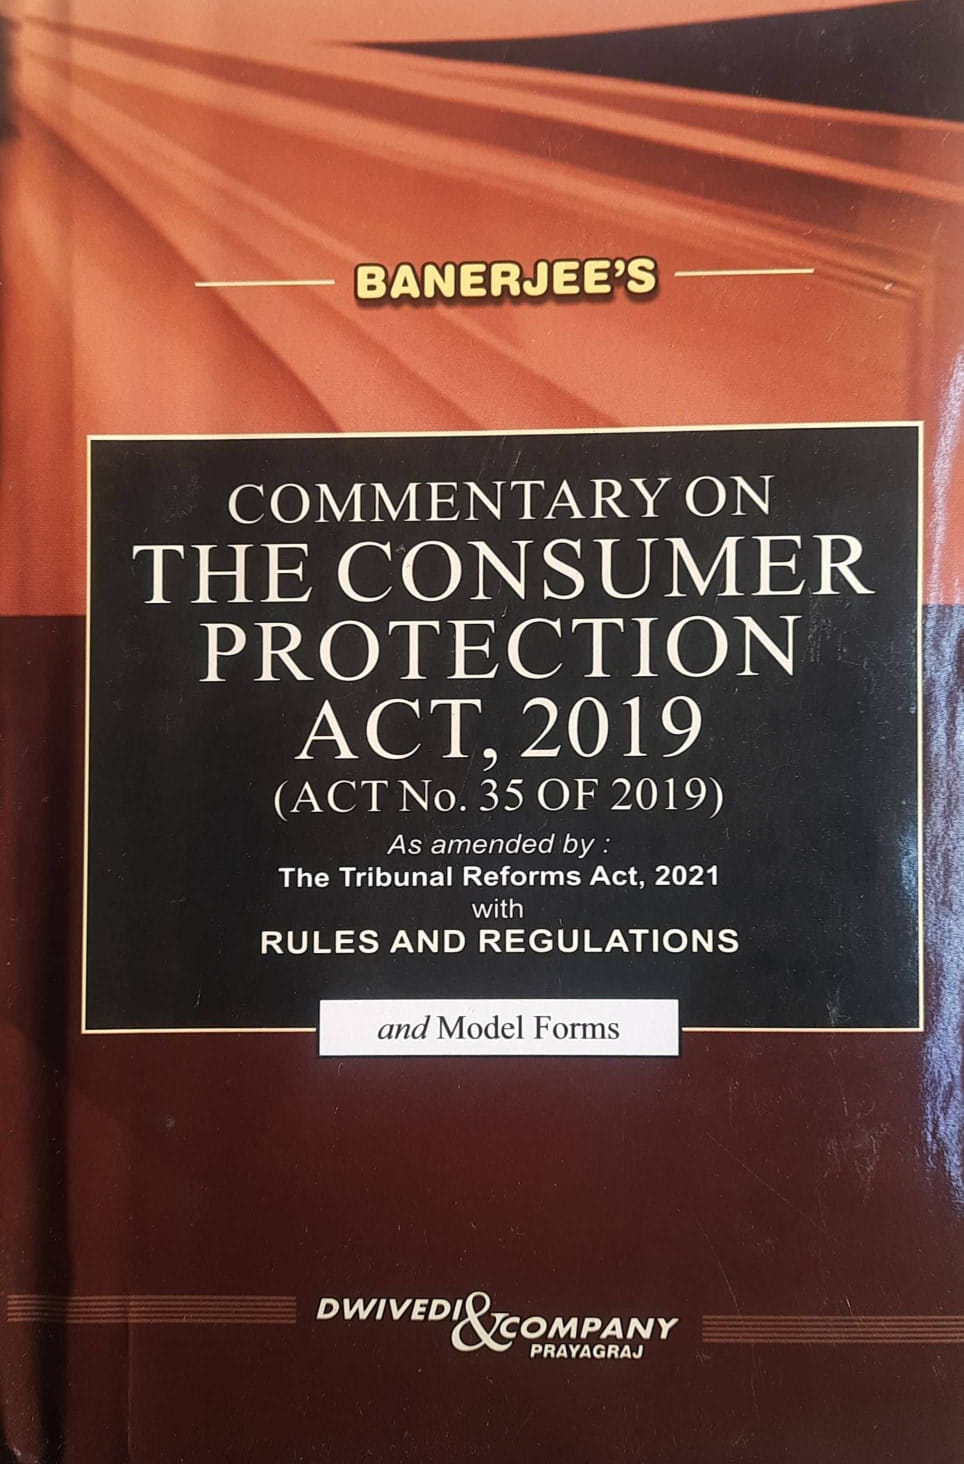 BANERJEE'S
COMMENTARY ON
THE CONSUMER
PROTECTION
ACT, 2019
(ACT No. 35 OF 2019)
As amended by :
The Tribunal Reforms Act, 2021
with
RULES AND REGULATIONS
and Model Forms
DWIVEDI & COMPANY
PRAYAGRAJ